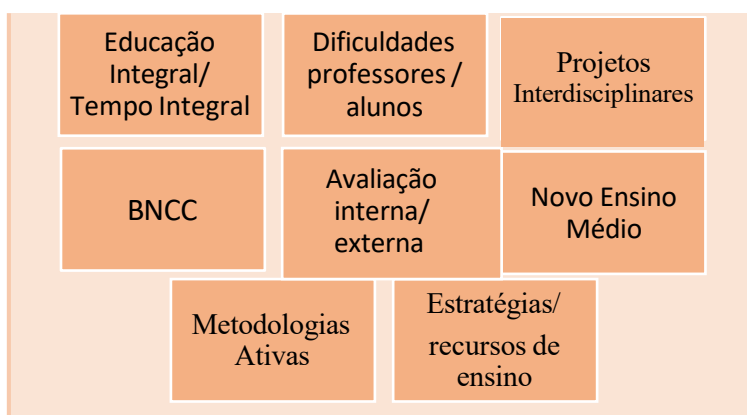 Educação
Integral/
Tempo Integral
Dificuldades
professores /
alunos
Projetos
Interdisciplinares
BNCC
Avaliação
interna/
externa
Novo Ensino
Médio
Metodologias
Ativas
Estratégias/
recursos de
ensino